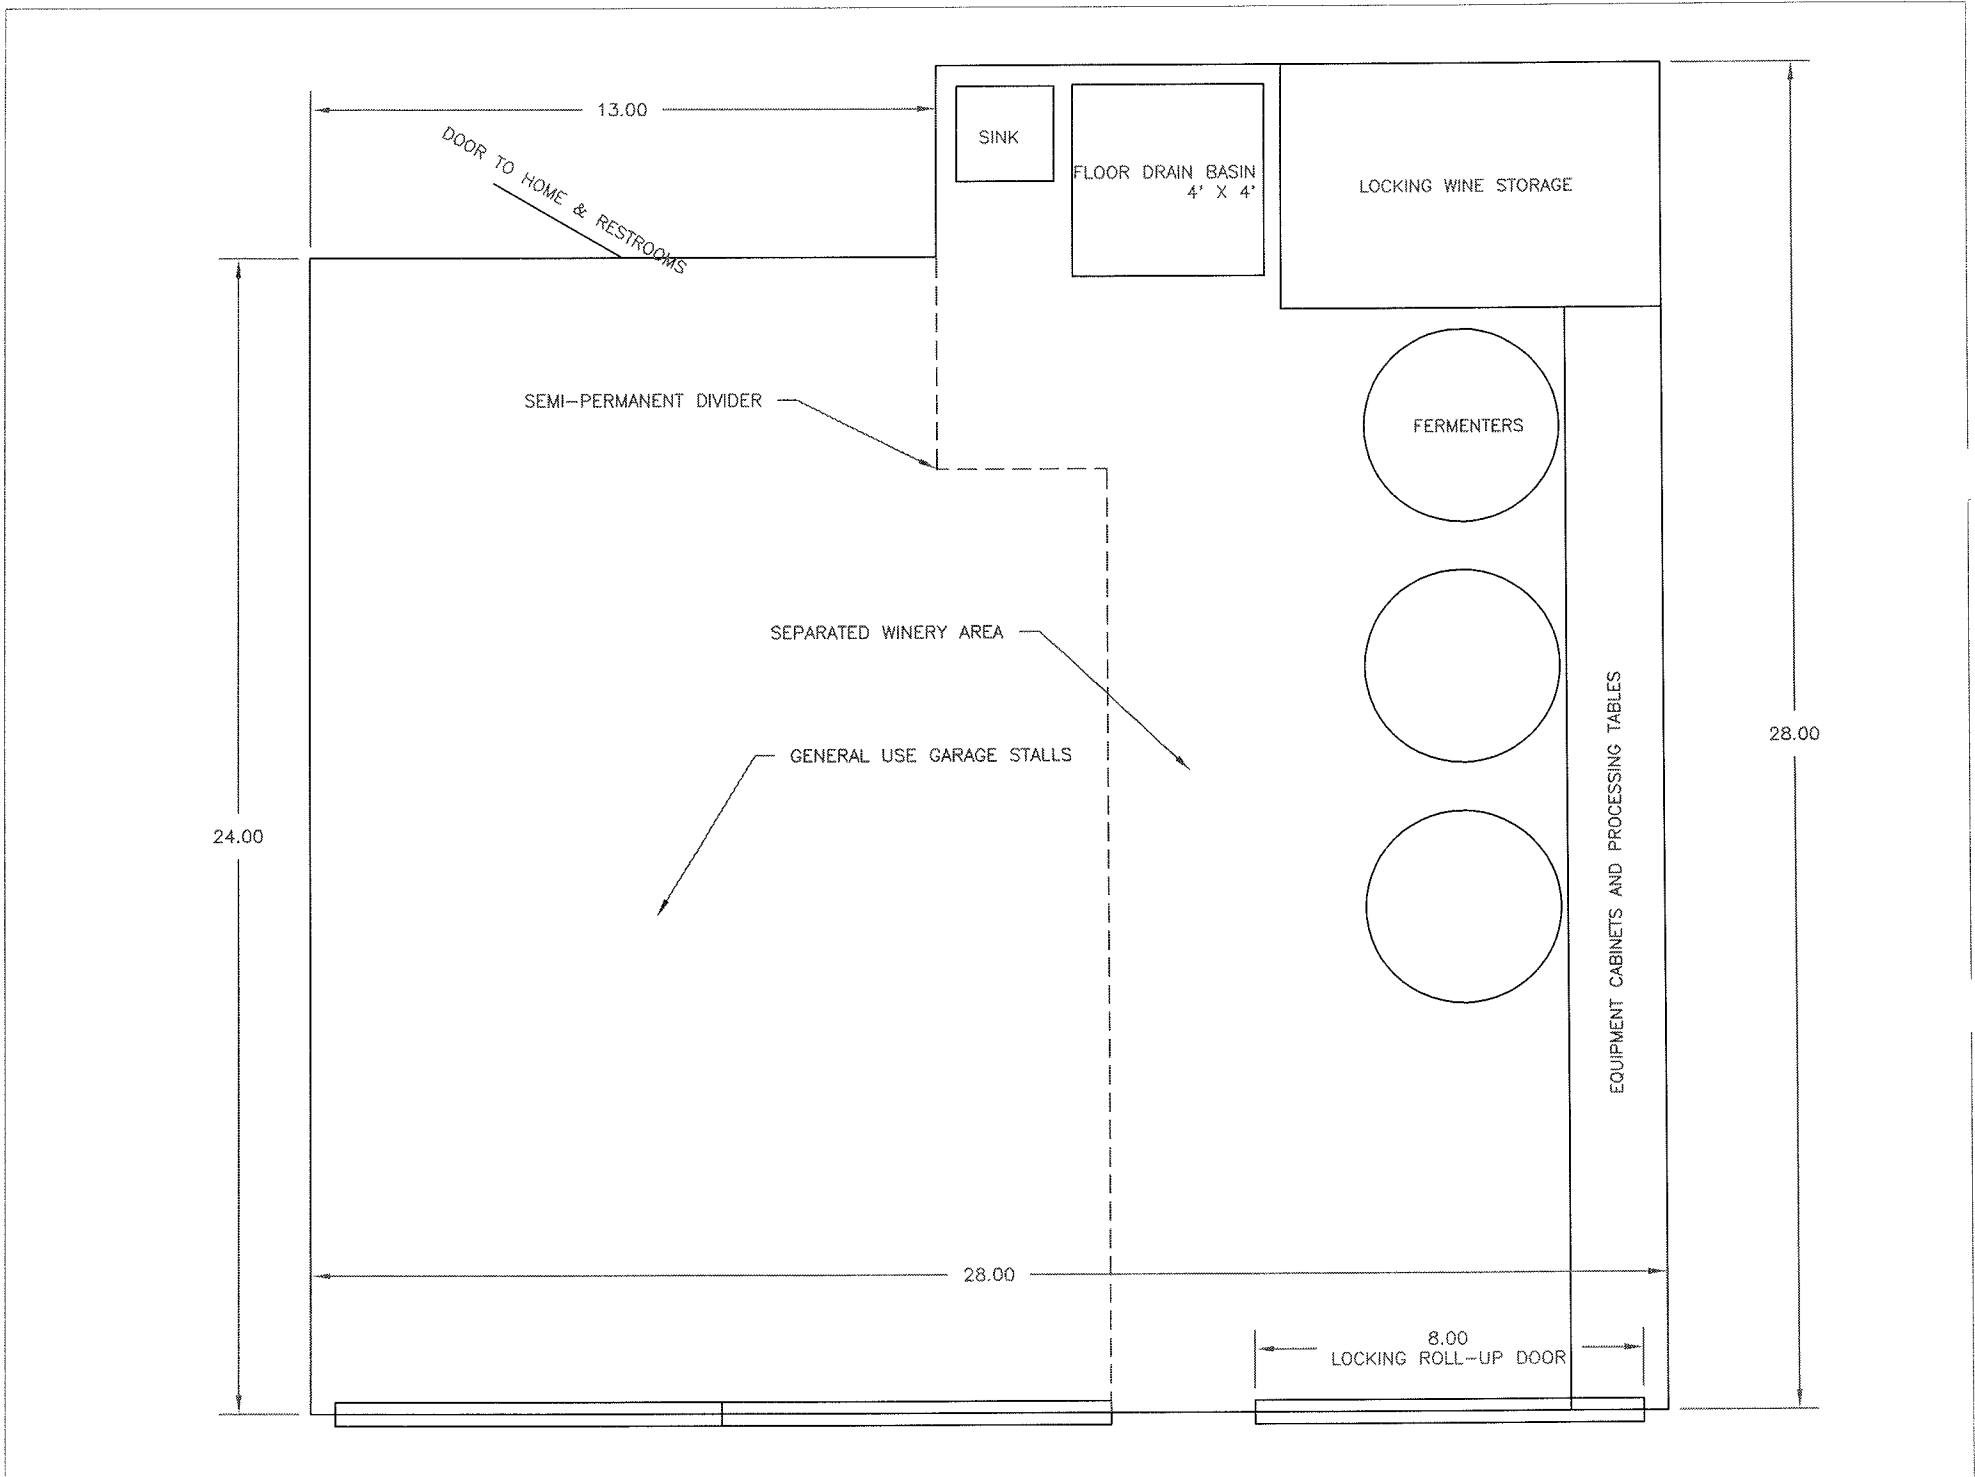 13.00
DOOR TO HOME & RESTROOMS
SINK
FLOOR DRAIN BASIN
4' X 4'
LOCKING WINE STORAGE
SEMI-PERMANENT DIVIDER
FERMENTERS
SEPARATED WINERY AREA
GENERAL USE GARAGE STALLS
EQUIPMENT CABINETS AND PROCESSING TABLES
28.00
24.00
28.00
8.00
LOCKING ROLL-UP DOOR